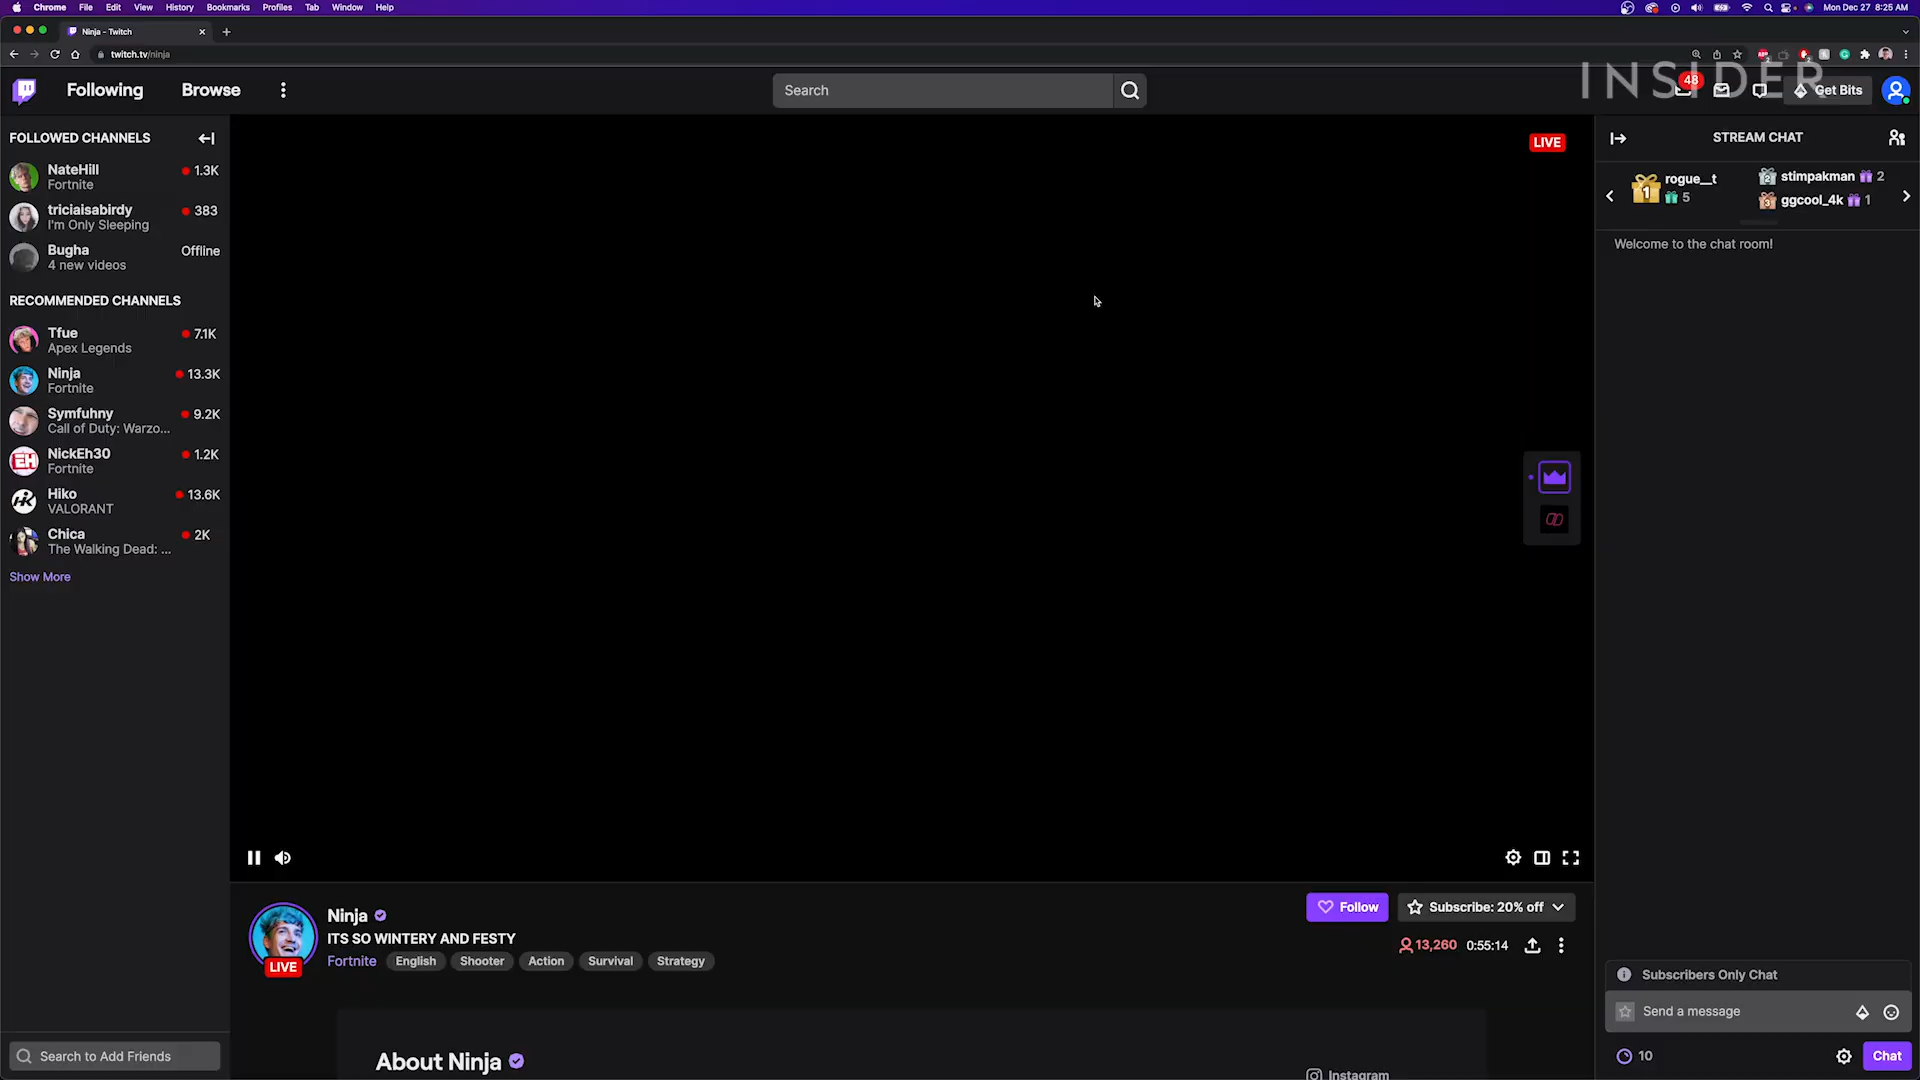 Chrome File Edit View History Bookmarks Profiles Tab Window Help
Mon Dec 27 8:25 AM
Ninja - Twitch
twitch.tv/ninja
Following Browse
Search
INSIDER
48
Get Bits
FOLLOWED CHANNELS
NateHill 1.3K
Fortnite
triciaisabirdy 383
I'm Only Sleeping
Bugha Offline
4 new videos
RECOMMENDED CHANNELS
Tfue 7.1K
Apex Legends
Ninja 13.3K
Fortnite
Symfuhny 9.2K
Call of Duty: Warzo...
NickEh30 1.2K
Fortnite
Hiko 13.6K
VALORANT
Chica 2K
The Walking Dead: ...
Show More
Search to Add Friends
LIVE
Ninja
ITS SO WINTERY AND FESTY
Fortnite English Shooter Action Survival Strategy
LIVE
Follow Subscribe: 20% off
13,260 0:55:14
About Ninja
Instagram
STREAM CHAT
1 rogue__t
5
2 stimpakman 2
3 ggcool_4k 1
Welcome to the chat room!
Subscribers Only Chat
Send a message
10
Chat